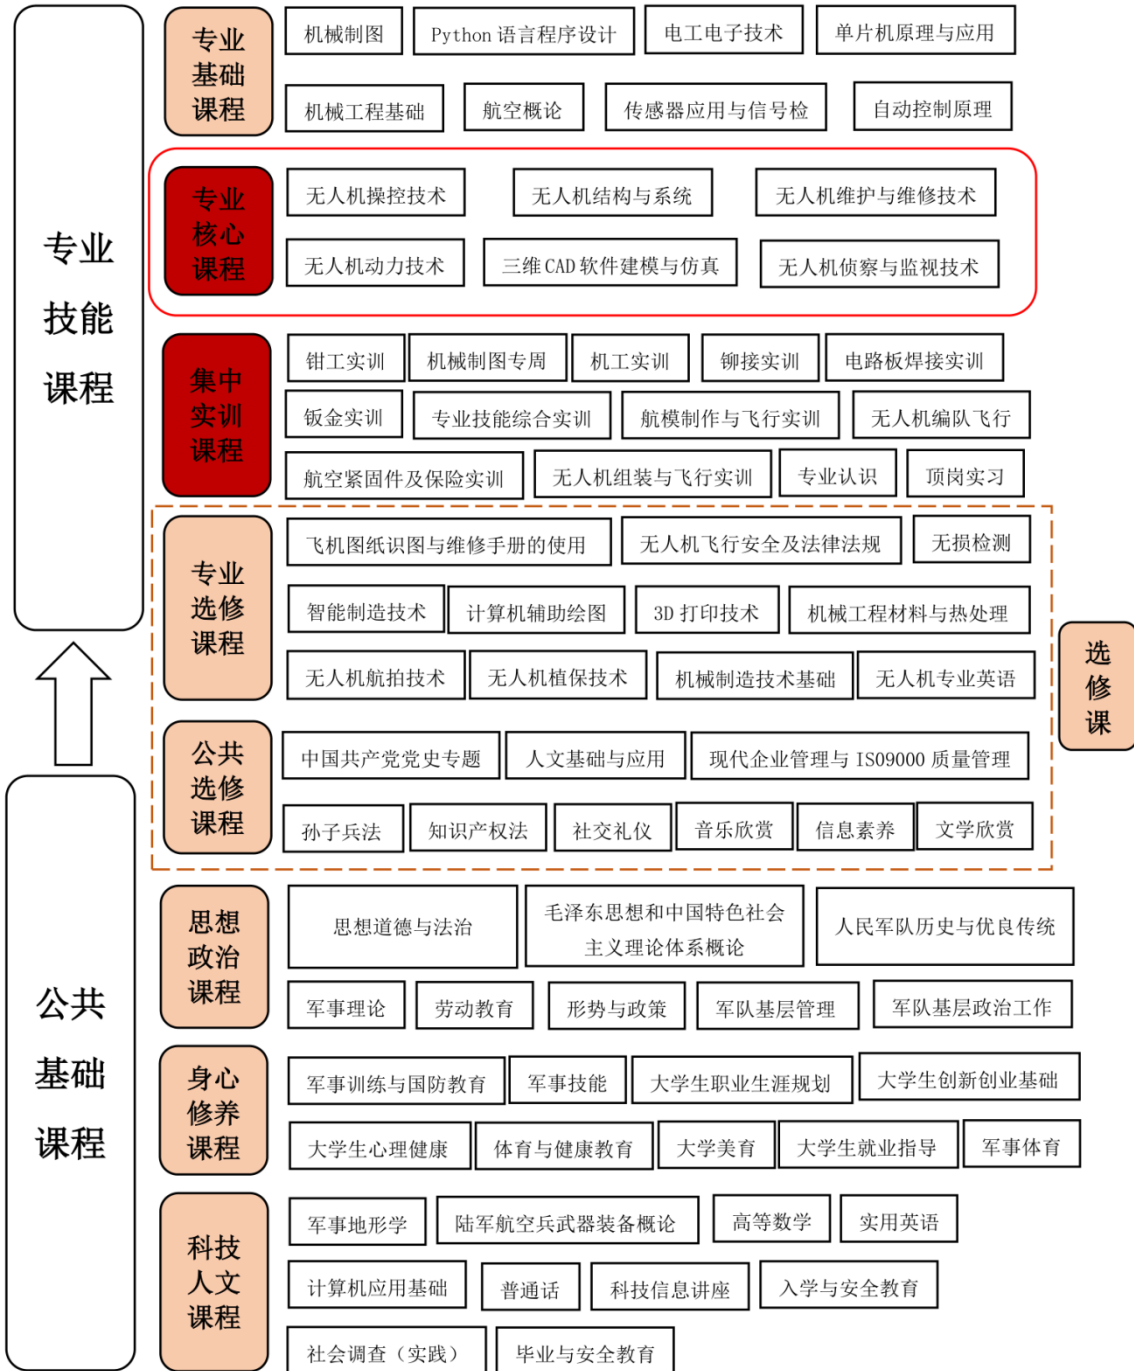 专业
基础
课程
机械制图
Python 语言程序设计
电工电子技术
单片机原理与应用
机械工程基础
航空概论
传感器应用与信号检
自动控制原理
专业
核心
课程
无人机操控技术
无人机结构与系统
无人机维护与维修技术
无人机动力技术
三维 CAD 软件建模与仿真
无人机侦察与监视技术
专业
技能
课程
集中
实训
课程
钳工实训
机械制图专周
机工实训
铆接实训
电路板焊接实训
钣金实训
专业技能综合实训
航模制作与飞行实训
无人机编队飞行
航空紧固件及保险实训
无人机组装与飞行实训
专业认识
顶岗实习
专业
选修
课程
飞机图纸识图与维修手册的使用
无人机飞行安全及法律法规
无损检测
智能制造技术
计算机辅助绘图
3D 打印技术
机械工程材料与热处理
无人机航拍技术
无人机植保技术
机械制造技术基础
无人机专业英语
选
修
课
公共
选修
课程
中国共产党党史专题
人文基础与应用
现代企业管理与 ISO9000 质量管理
孙子兵法
知识产权法
社交礼仪
音乐欣赏
信息素养
文学欣赏
公共
基础
课程
思想
政治
课程
思想道德与法治
毛泽东思想和中国特色社会
主义理论体系概论
人民军队历史与优良传统
军事理论
劳动教育
形势与政策
军队基层管理
军队基层政治工作
身心
修养
课程
军事训练与国防教育
军事技能
大学生职业生涯规划
大学生创新创业基础
大学生心理健康
体育与健康教育
大学美育
大学生就业指导
军事体育
科技
人文
课程
军事地形学
陆军航空兵武器装备概论
高等数学
实用英语
计算机应用基础
普通话
科技信息讲座
入学与安全教育
社会调查（实践）
毕业与安全教育